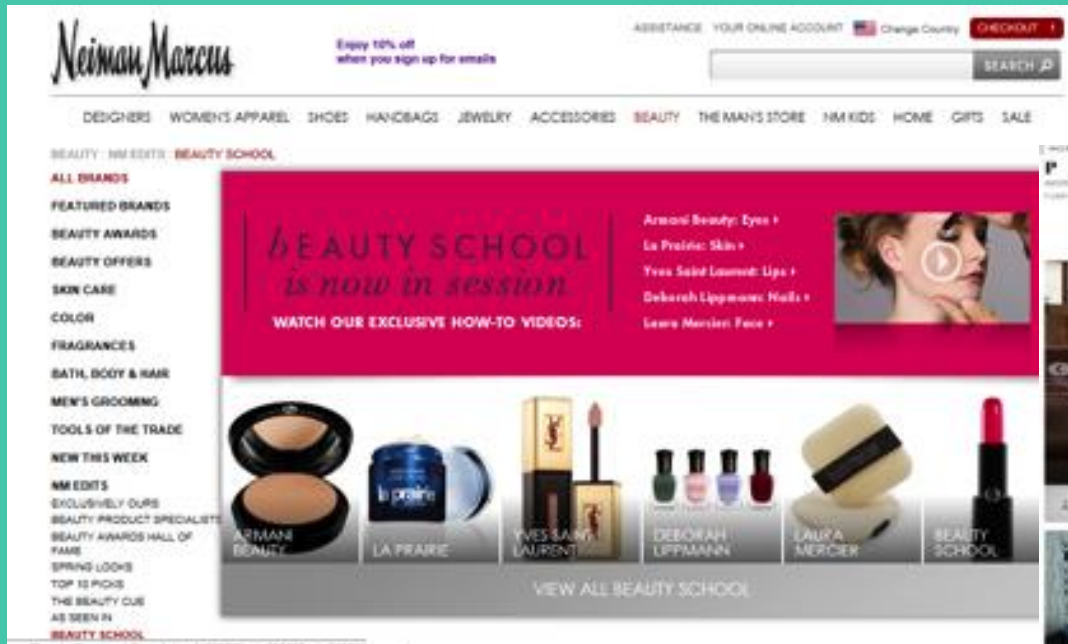 Neiman Marcus
Enjoy 10% off
when you sign up for emails
ASSISTANCE YOUR ONLINE ACCOUNT Change Country CHECKOUT
SEARCH
DESIGNERS WOMEN'S APPAREL SHOES HANDBAGS JEWELRY ACCESSORIES BEAUTY THE MAN'S STORE NM KIDS HOME GIFTS SALE
BEAUTY NM EDITS BEAUTY SCHOOL
ALL BRANDS
FEATURED BRANDS
BEAUTY AWARDS
BEAUTY OFFERS
SKIN CARE
COLOR
FRAGRANCES
BATH, BODY & HAIR
MEN'S GROOMING
TOOLS OF THE TRADE
NEW THIS WEEK
NM EDITS
EXCLUSIVELY OURS
BEAUTY PRODUCT SPECIALISTS
BEAUTY AWARDS HALL OF
FAME
SPRING LOOKS
TOP 10 PICKS
THE BEAUTY CUE
AS SEEN IN
BEAUTY SCHOOL
bEAUTY SCHOOL
is now in session
WATCH OUR EXCLUSIVE HOW-TO VIDEOS:
Armani Beauty: Eyes
La Prairie: Skin
Yves Saint Laurent: Lips
Deborah Lippmann: Nails
Laura Mercier: Face
la prairie
ARMANI
BEAUTY
LA PRAIRIE
YVES SAINT
LAURENT
DEBORAH
LIPPMANN
LAURA
MERCIER
BEAUTY
SCHOOL
VIEW ALL BEAUTY SCHOOL
P